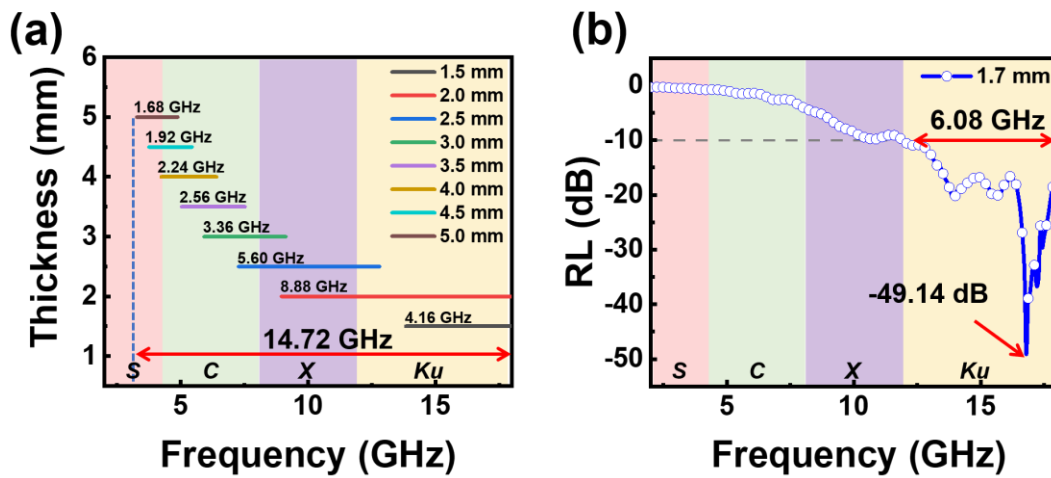 (a)
Thickness (mm)
6
5
4
3
2
1
1.68 GHz
1.92 GHz
2.24 GHz
2.56 GHz
3.36 GHz
5.60 GHz
8.88 GHz
4.16 GHz
14.72 GHz
1.5 mm
2.0 mm
2.5 mm
3.0 mm
3.5 mm
4.0 mm
4.5 mm
5.0 mm
S C X Ku
5 10 15
Frequency (GHz)
(b)
RL (dB)
0
-10
-20
-30
-40
-50
1.7 mm
6.08 GHz
-49.14 dB
S C X Ku
5 10 15
Frequency (GHz)